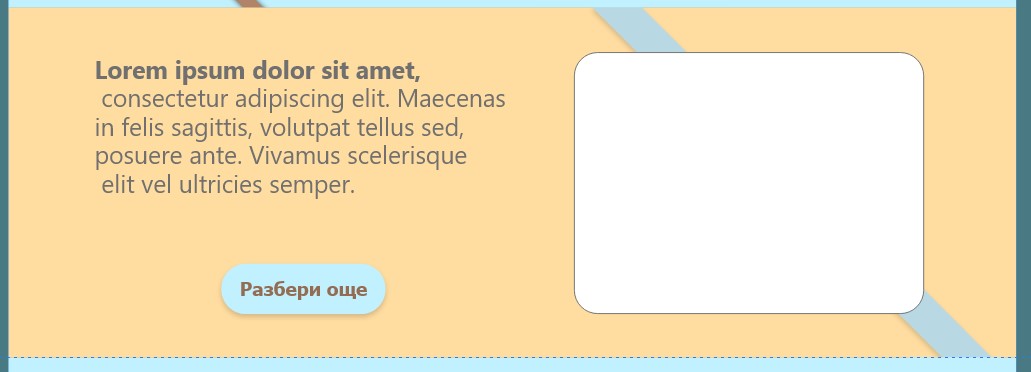 Lorem ipsum dolor sit amet,
consectetur adipiscing elit. Maecenas
in felis sagittis, volutpat tellus sed,
posuere ante. Vivamus scelerisque
elit vel ultricies semper.
Разбери още